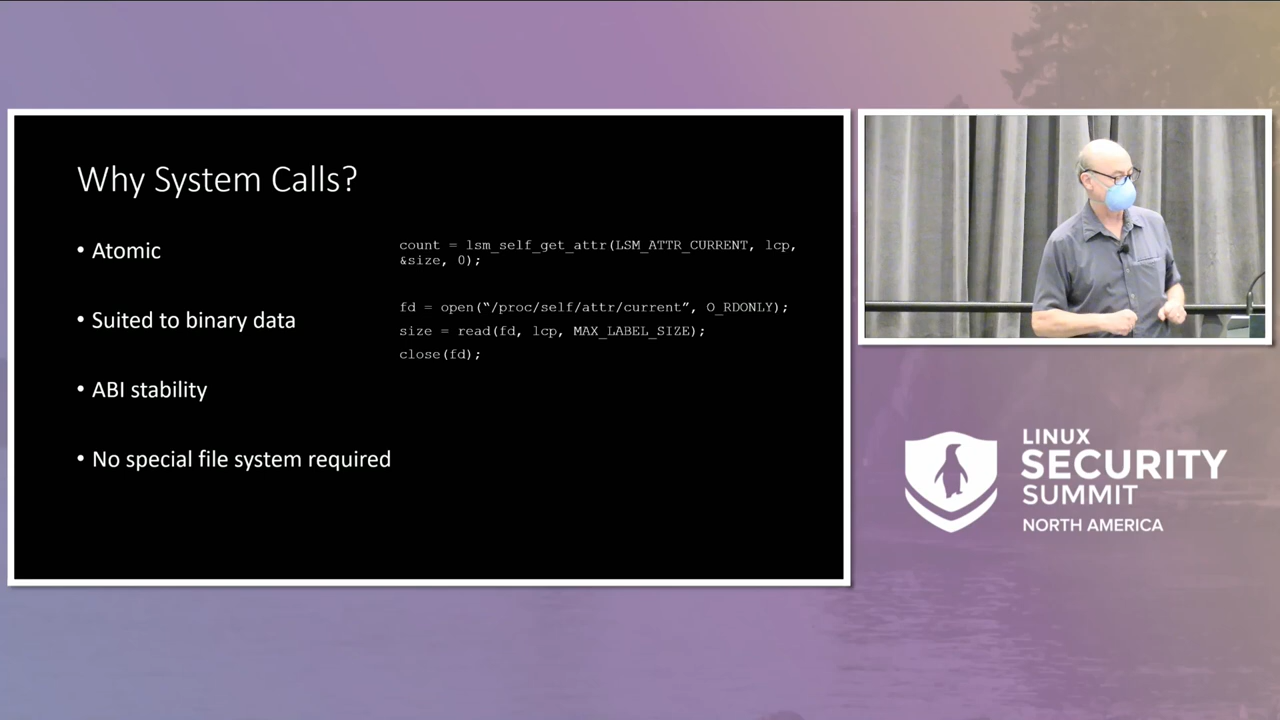 Why System Calls?
• Atomic
• Suited to binary data
• ABI stability
• No special file system required
count = lsm_self_get_attr(LSM_ATTR_CURRENT, lcp,
&size, 0);
fd = open(“/proc/self/attr/current”, O_RDONLY);
size = read(fd, lcp, MAX_LABEL_SIZE);
close(fd);
LINUX
SECURITY
SUMMIT
NORTH AMERICA